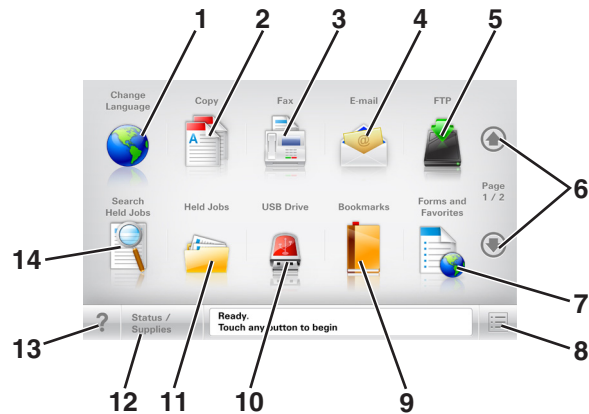 1 2 3 4 5
Change
Language
Copy
Fax
E-mail
FTP
A
@
6
Page
1 / 2
Search
Held Jobs
Held Jobs
USB Drive
Bookmarks
Forms and
Favorites
14
7
?
Status /
Supplies
Ready.
Touch any button to begin
13 12 11 10 9 8